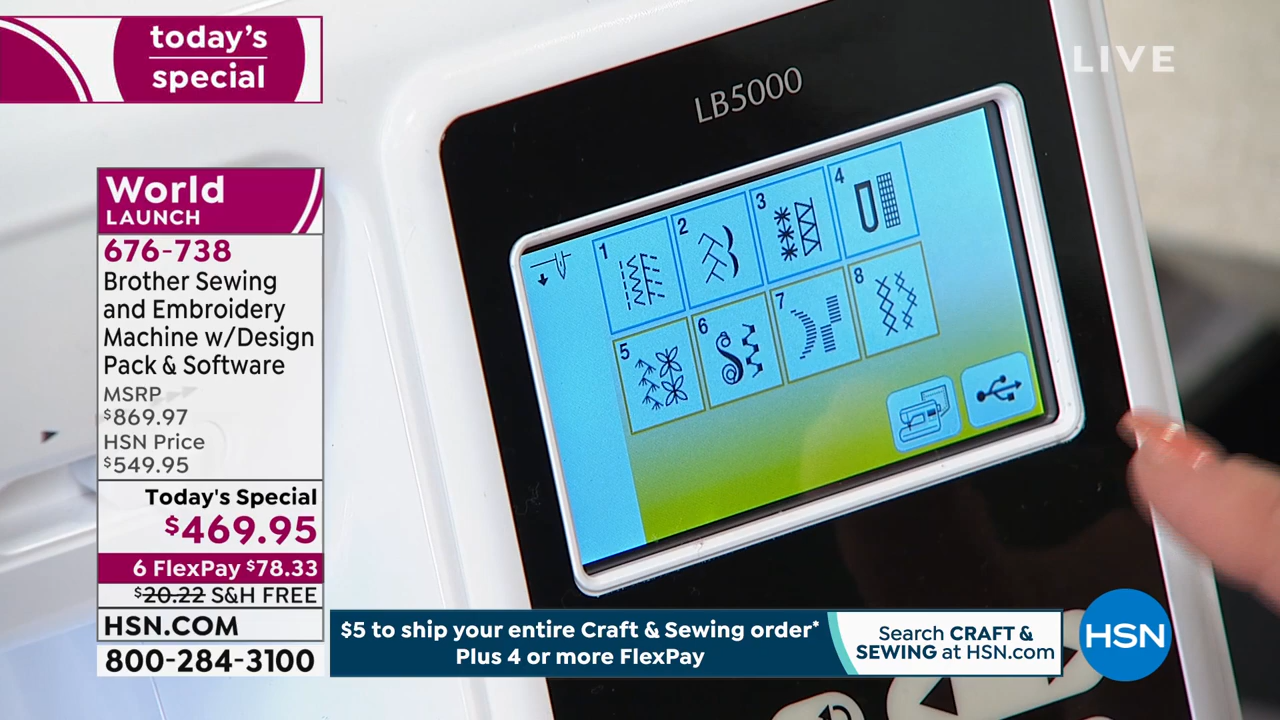 today's
special
LIVE
LB5000
1
2
3
4
5
6
7
8
World
LAUNCH
676-738
Brother Sewing
and Embroidery
Machine w/Design
Pack & Software
MSRP
$869.97
HSN Price
$549.95
Today's Special
$469.95
6 FlexPay $78.33
$20.22 S&H FREE
HSN.COM
800-284-3100
$5 to ship your entire Craft & Sewing order*
Plus 4 or more FlexPay
Search CRAFT &
SEWING at HSN.com
HSN